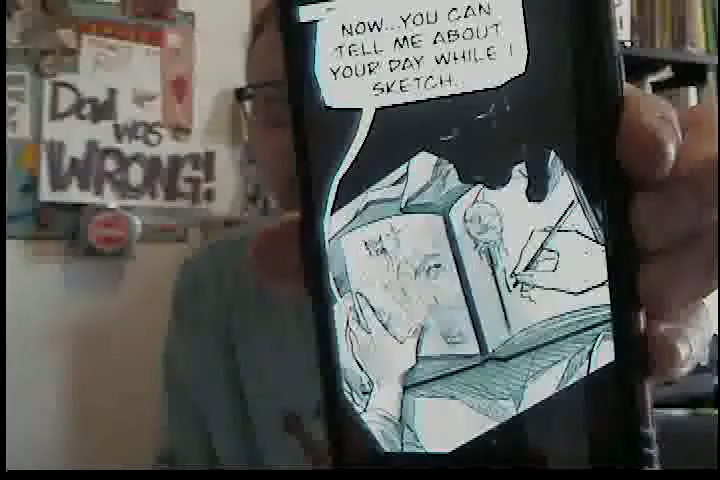 NOW...YOU CAN
TELL ME ABOUT
YOUR DAY WHILE I
SKETCH...
Dad
was
WRONG!